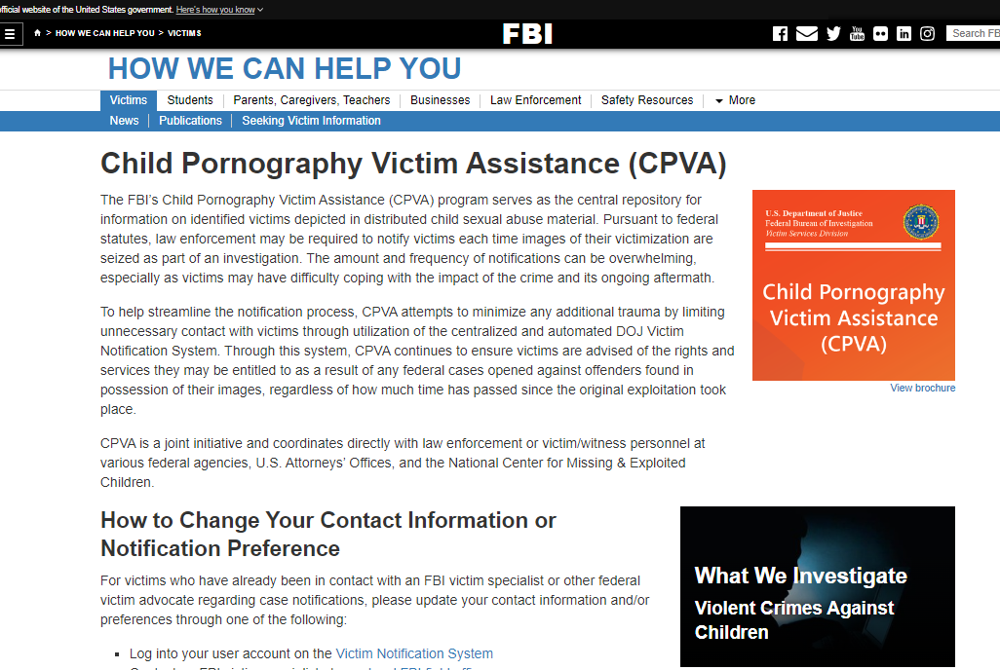 official website of the United States government. Here's how you know
HOW WE CAN HELP YOU > VICTIMS
FBI
You
Tube
in
Search FB
HOW WE CAN HELP YOU
Victims Students Parents, Caregivers, Teachers Businesses Law Enforcement Safety Resources More
News Publications Seeking Victim Information
Child Pornography Victim Assistance (CPVA)
The FBI's Child Pornography Victim Assistance (CPVA) program serves as the central repository for
information on identified victims depicted in distributed child sexual abuse material. Pursuant to federal
statutes, law enforcement may be required to notify victims each time images of their victimization are
seized as part of an investigation. The amount and frequency of notifications can be overwhelming,
especially as victims may have difficulty coping with the impact of the crime and its ongoing aftermath.
To help streamline the notification process, CPVA attempts to minimize any additional trauma by limiting
unnecessary contact with victims through utilization of the centralized and automated DOJ Victim
Notification System. Through this system, CPVA continues to ensure victims are advised of the rights and
services they may be entitled to as a result of any federal cases opened against offenders found in
possession of their images, regardless of how much time has passed since the original exploitation took
place.
CPVA is a joint initiative and coordinates directly with law enforcement or victim/witness personnel at
various federal agencies, U.S. Attorneys' Offices, and the National Center for Missing & Exploited
Children.
U.S. Department of Justice
Federal Bureau of Investigation
Victim Services Division
Child Pornography
Victim Assistance
(CPVA)
View brochure
How to Change Your Contact Information or
Notification Preference
For victims who have already been in contact with an FBI victim specialist or other federal
victim advocate regarding case notifications, please update your contact information and/or
preferences through one of the following:
Log into your user account on the Victim Notification System
What We Investigate
Violent Crimes Against
Children